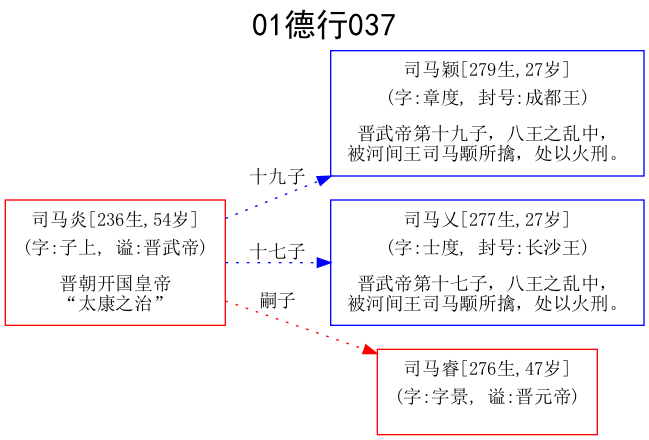 01德行037
司马颖[279生,27岁]
(字:章度, 封号:成都王)
晋武帝第十九子，八王之乱中，
被河间王司马颙所擒，处以火刑。
十九子
司马炎[236生,54岁]
(字:子上, 谥:晋武帝)
晋朝开国皇帝
“太康之治”
十七子
司马乂[277生,27岁]
(字:士度, 封号:长沙王)
晋武帝第十七子，八王之乱中，
被河间王司马颙所擒，处以火刑。
嗣子
司马睿[276生,47岁]
(字:字景, 谥:晋元帝)